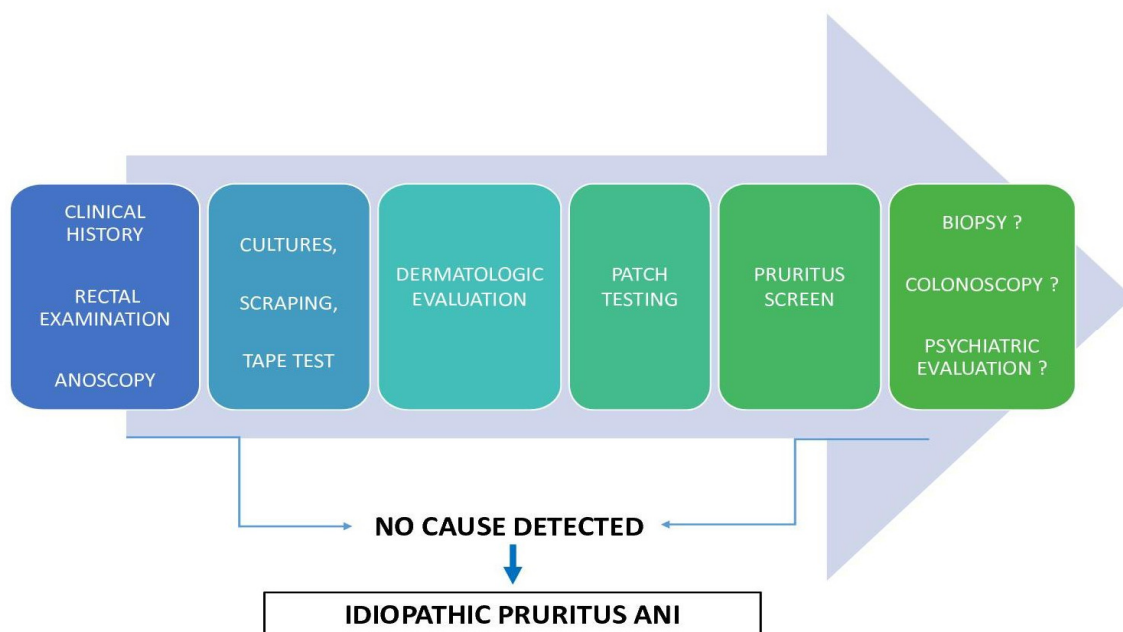 CLINICAL
HISTORY
RECTAL
EXAMINATION
ANOSCOPY
CULTURES,
SCRAPING,
TAPE TEST
DERMATOLOGIC
EVALUATION
PATCH
TESTING
PRURITUS
SCREEN
BIOPSY ?
COLONOSCOPY ?
PSYCHIATRIC
EVALUATION ?
NO CAUSE DETECTED
IDIOPATHIC PRURITUS ANI